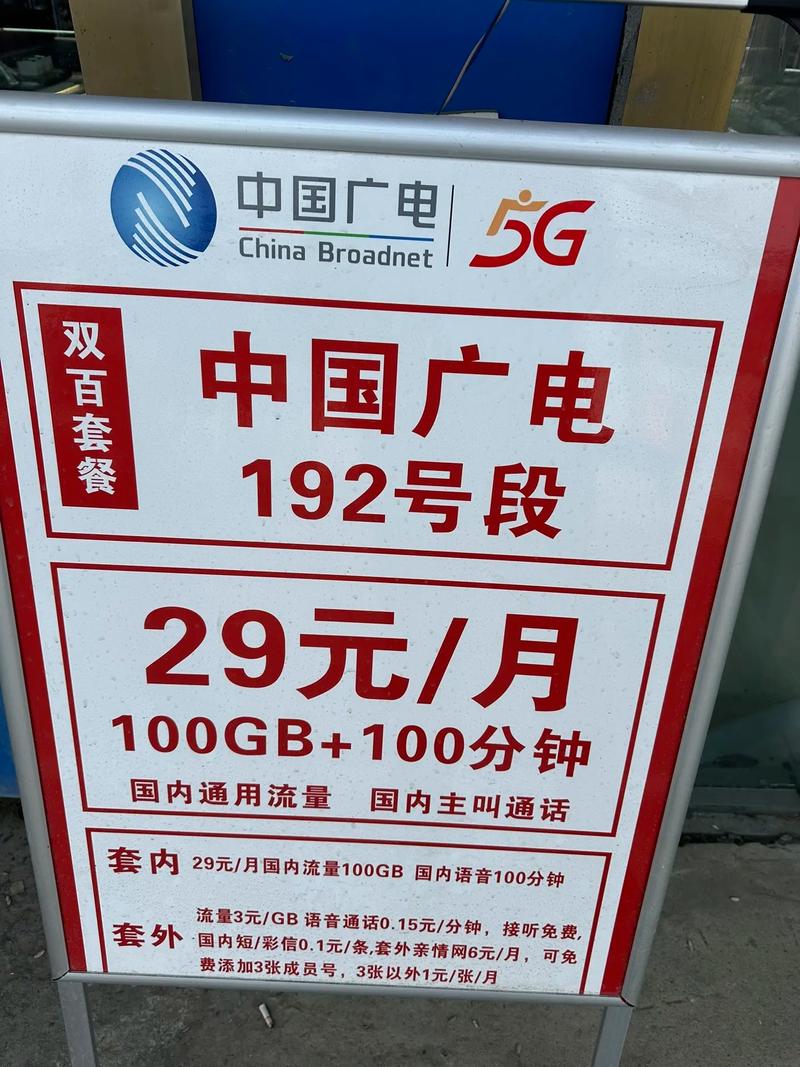 中国广电
China Broadnet
5G
双百套餐
中国广电
192号段
29元/月
100GB+100分钟
国内通用流量 国内主叫通话
套内 29元/月国内流量100GB 国内语音100分钟
套外 流量3元/GB 语音通话0.15元/分钟，接听免费,
国内短/彩信0.1元/条,套外亲情网6元/月，可免
费添加3张成员号，3张以外1元/张/月